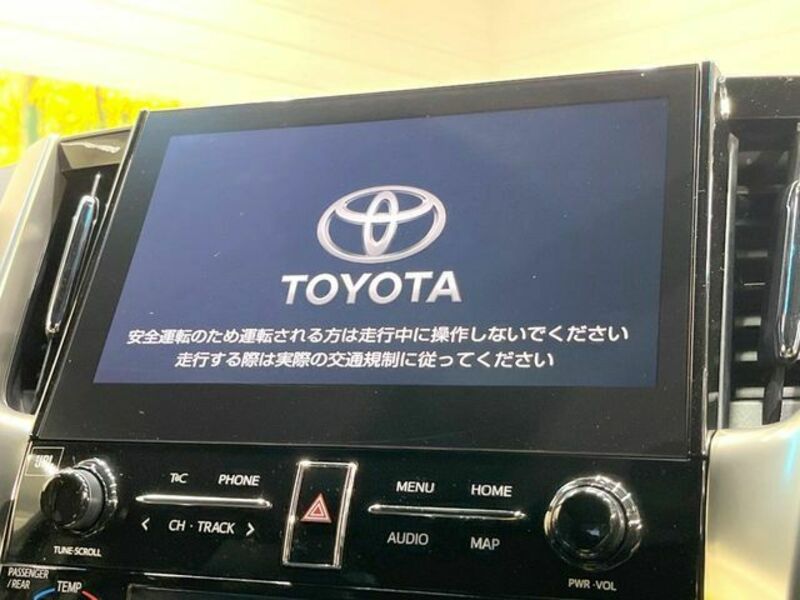 TOYOTA
安全運転のため運転される方は走行中に操作しないでください
走行する際は実際の交通規制に従ってください
JBL
T℃ PHONE
MENU HOME
< CH · TRACK >
AUDIO MAP
TUNE·SCROLL
PWR ·VOL
PASSENGER
/REAR
TEMP